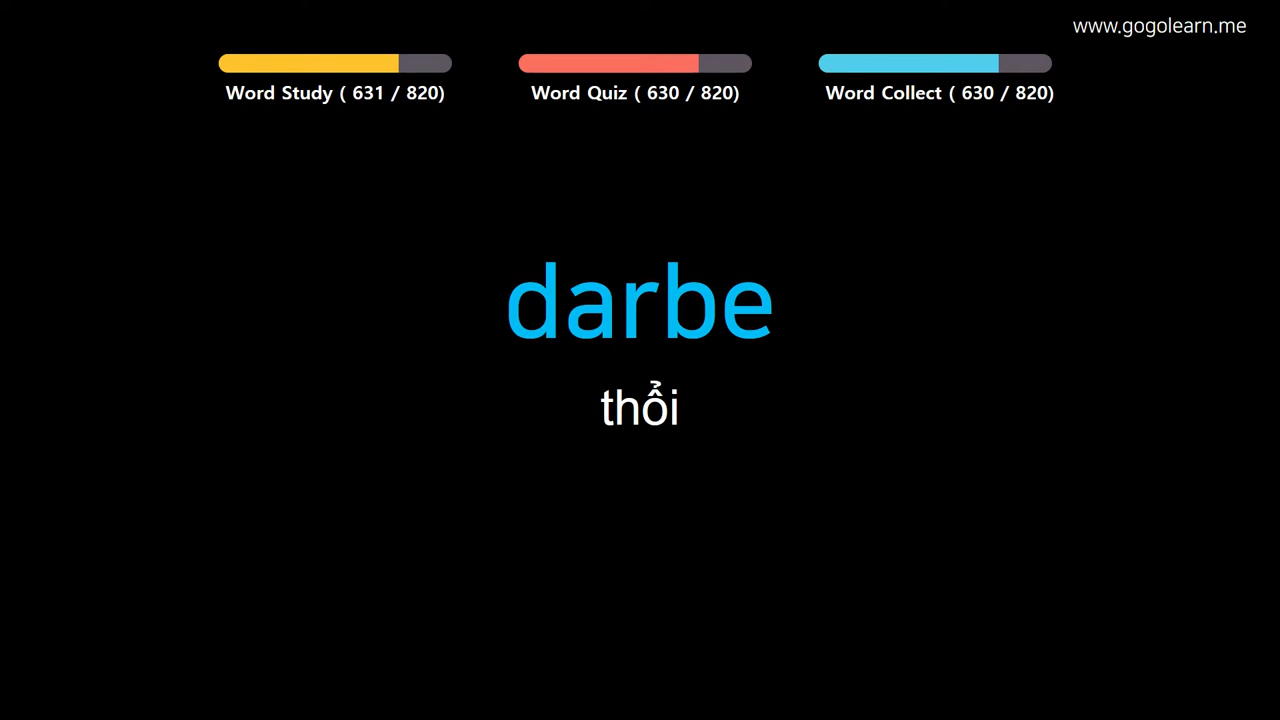 www.gogolearn.me
Word Study ( 631 / 820)
Word Quiz ( 630 / 820)
Word Collect ( 630 / 820)
darbe
thổi